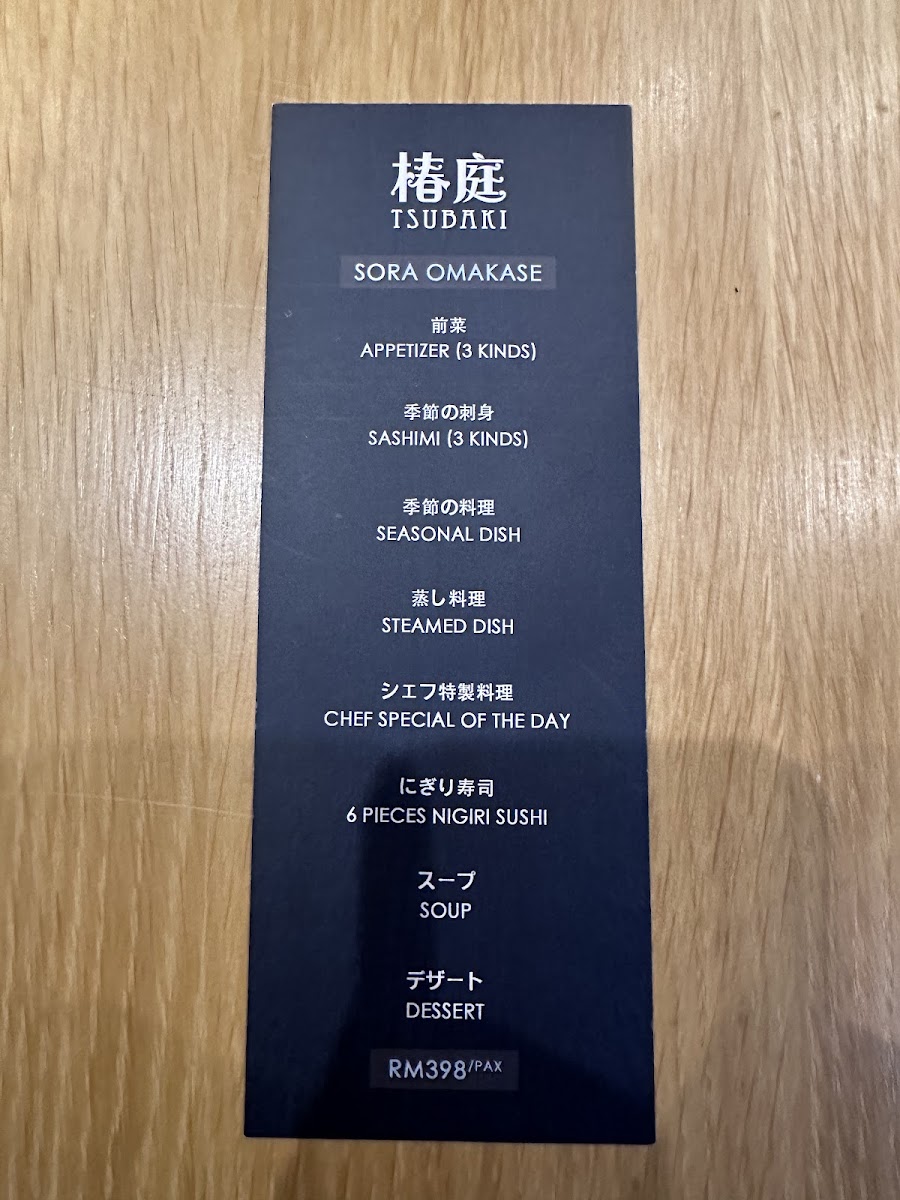 椿庭
TSUBAKI
SORA OMAKASE
前菜
APPETIZER (3 KINDS)
季節の刺身
SASHIMI (3 KINDS)
季節の料理
SEASONAL DISH
蒸し料理
STEAMED DISH
シェフ特製料理
CHEF SPECIAL OF THE DAY
にぎり寿司
6 PIECES NIGIRI SUSHI
スープ
SOUP
デザート
DESSERT
RM398/PAX